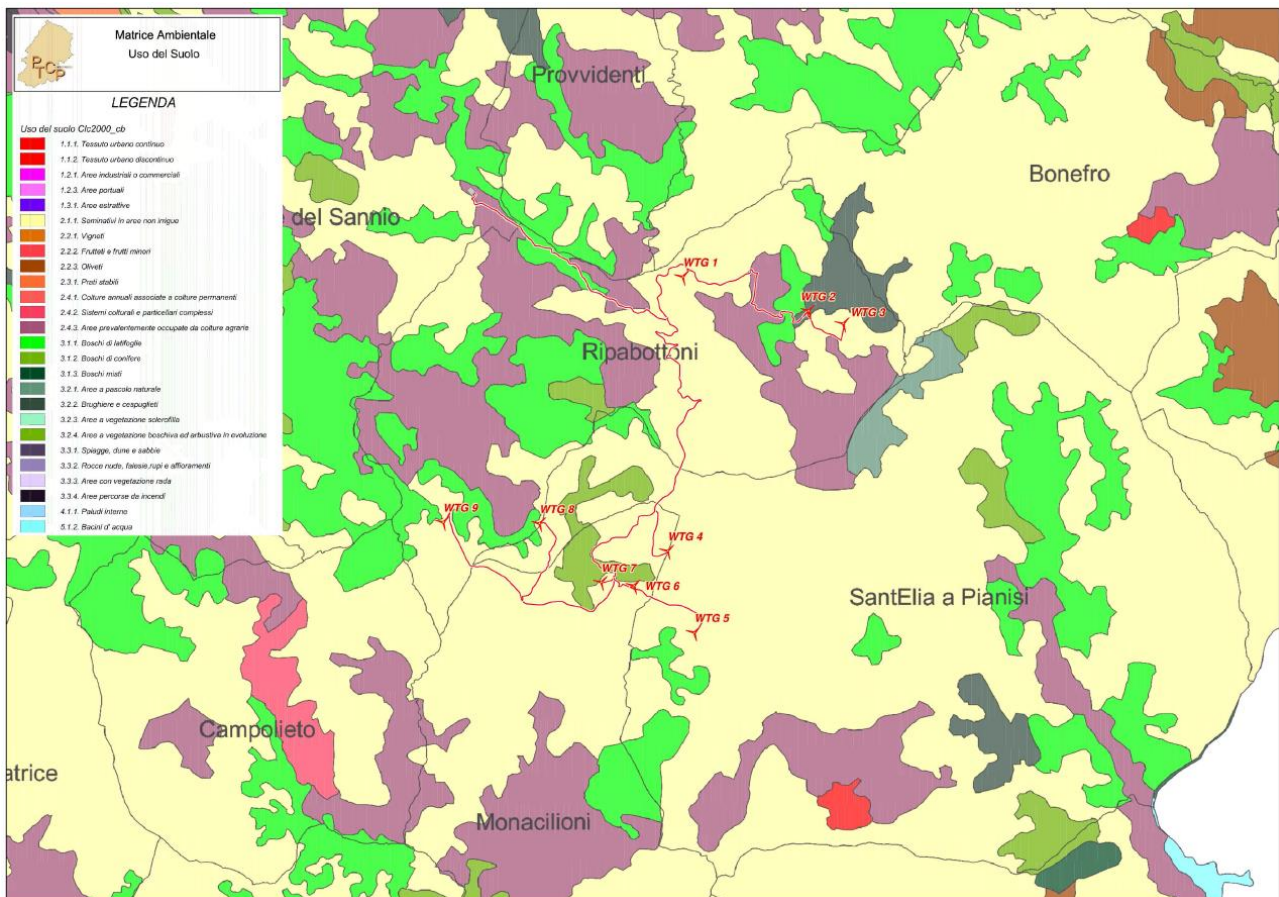 Matrice Ambientale
Uso del Suolo
PTCP
LEGENDA
Uso del suolo Clc2000_cb
1.1.1. Tessuto urbano continuo
1.1.2. Tessuto urbano discontinuo
1.2.1. Aree industriali o commerciali
1.2.3. Aree portuali
1.3.1. Aree estrattive
2.1.1. Seminativi in aree non irrigue
2.2.1. Vigneti
2.2.2. Frutteti e frutti minori
2.2.3. Oliveti
2.3.1. Prati stabili
2.4.1. Colture annuali associate a colture permanenti
2.4.2. Sistemi colturali e particellari complessi
2.4.3. Aree prevalentemente occupate da colture agrarie
3.1.1. Boschi di latifoglie
3.1.2. Boschi di conifere
3.1.3. Boschi misti
3.2.1. Aree a pascolo naturale
3.2.2. Brughiere e cespuglieti
3.2.3. Aree a vegetazione sclerofilla
3.2.4. Aree a vegetazione boschiva ed arbustiva in evoluzione
3.3.1. Spiagge, dune e sabbie
3.3.2. Rocce nude, falesie,rupi e affioramenti
3.3.3. Aree con vegetazione rada
3.3.4. Aree percorse da incendi
4.1.1. Paludi interne
5.1.2. Bacini d' acqua
Provvidenti
Bonefro
e del Sannio
WTG 1
WTG 2
WTG 3
Ripabottoni
WTG 9
WTG 8
WTG 4
WTG 7
WTG 6
SantElia a Pianisi
WTG 5
Campolieto
atrice
Monacilioni